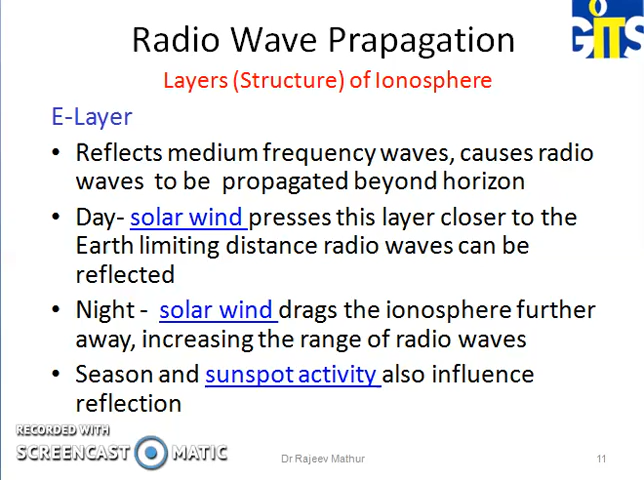 Radio Wave Prapagation
GITS
Layers (Structure) of Ionosphere
E-Layer
• Reflects medium frequency waves, causes radio
waves to be propagated beyond horizon
• Day- solar wind presses this layer closer to the
Earth limiting distance radio waves can be
reflected
• Night - solar wind drags the ionosphere further
away, increasing the range of radio waves
• Season and sunspot activity also influence
reflection
RECORDED WITH
SCREENCAST MATIC
Dr Rajeev Mathur
11